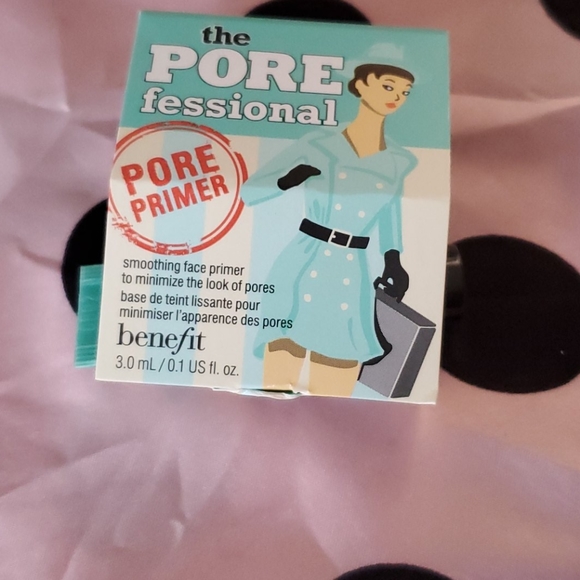 the
PORE
fessional
PORE
PRIMER
smoothing face primer
to minimize the look of pores
base de teint lissante pour
minimiser l'apparence des pores
benefit
3.0 mL / 0.1 US fl. oz.